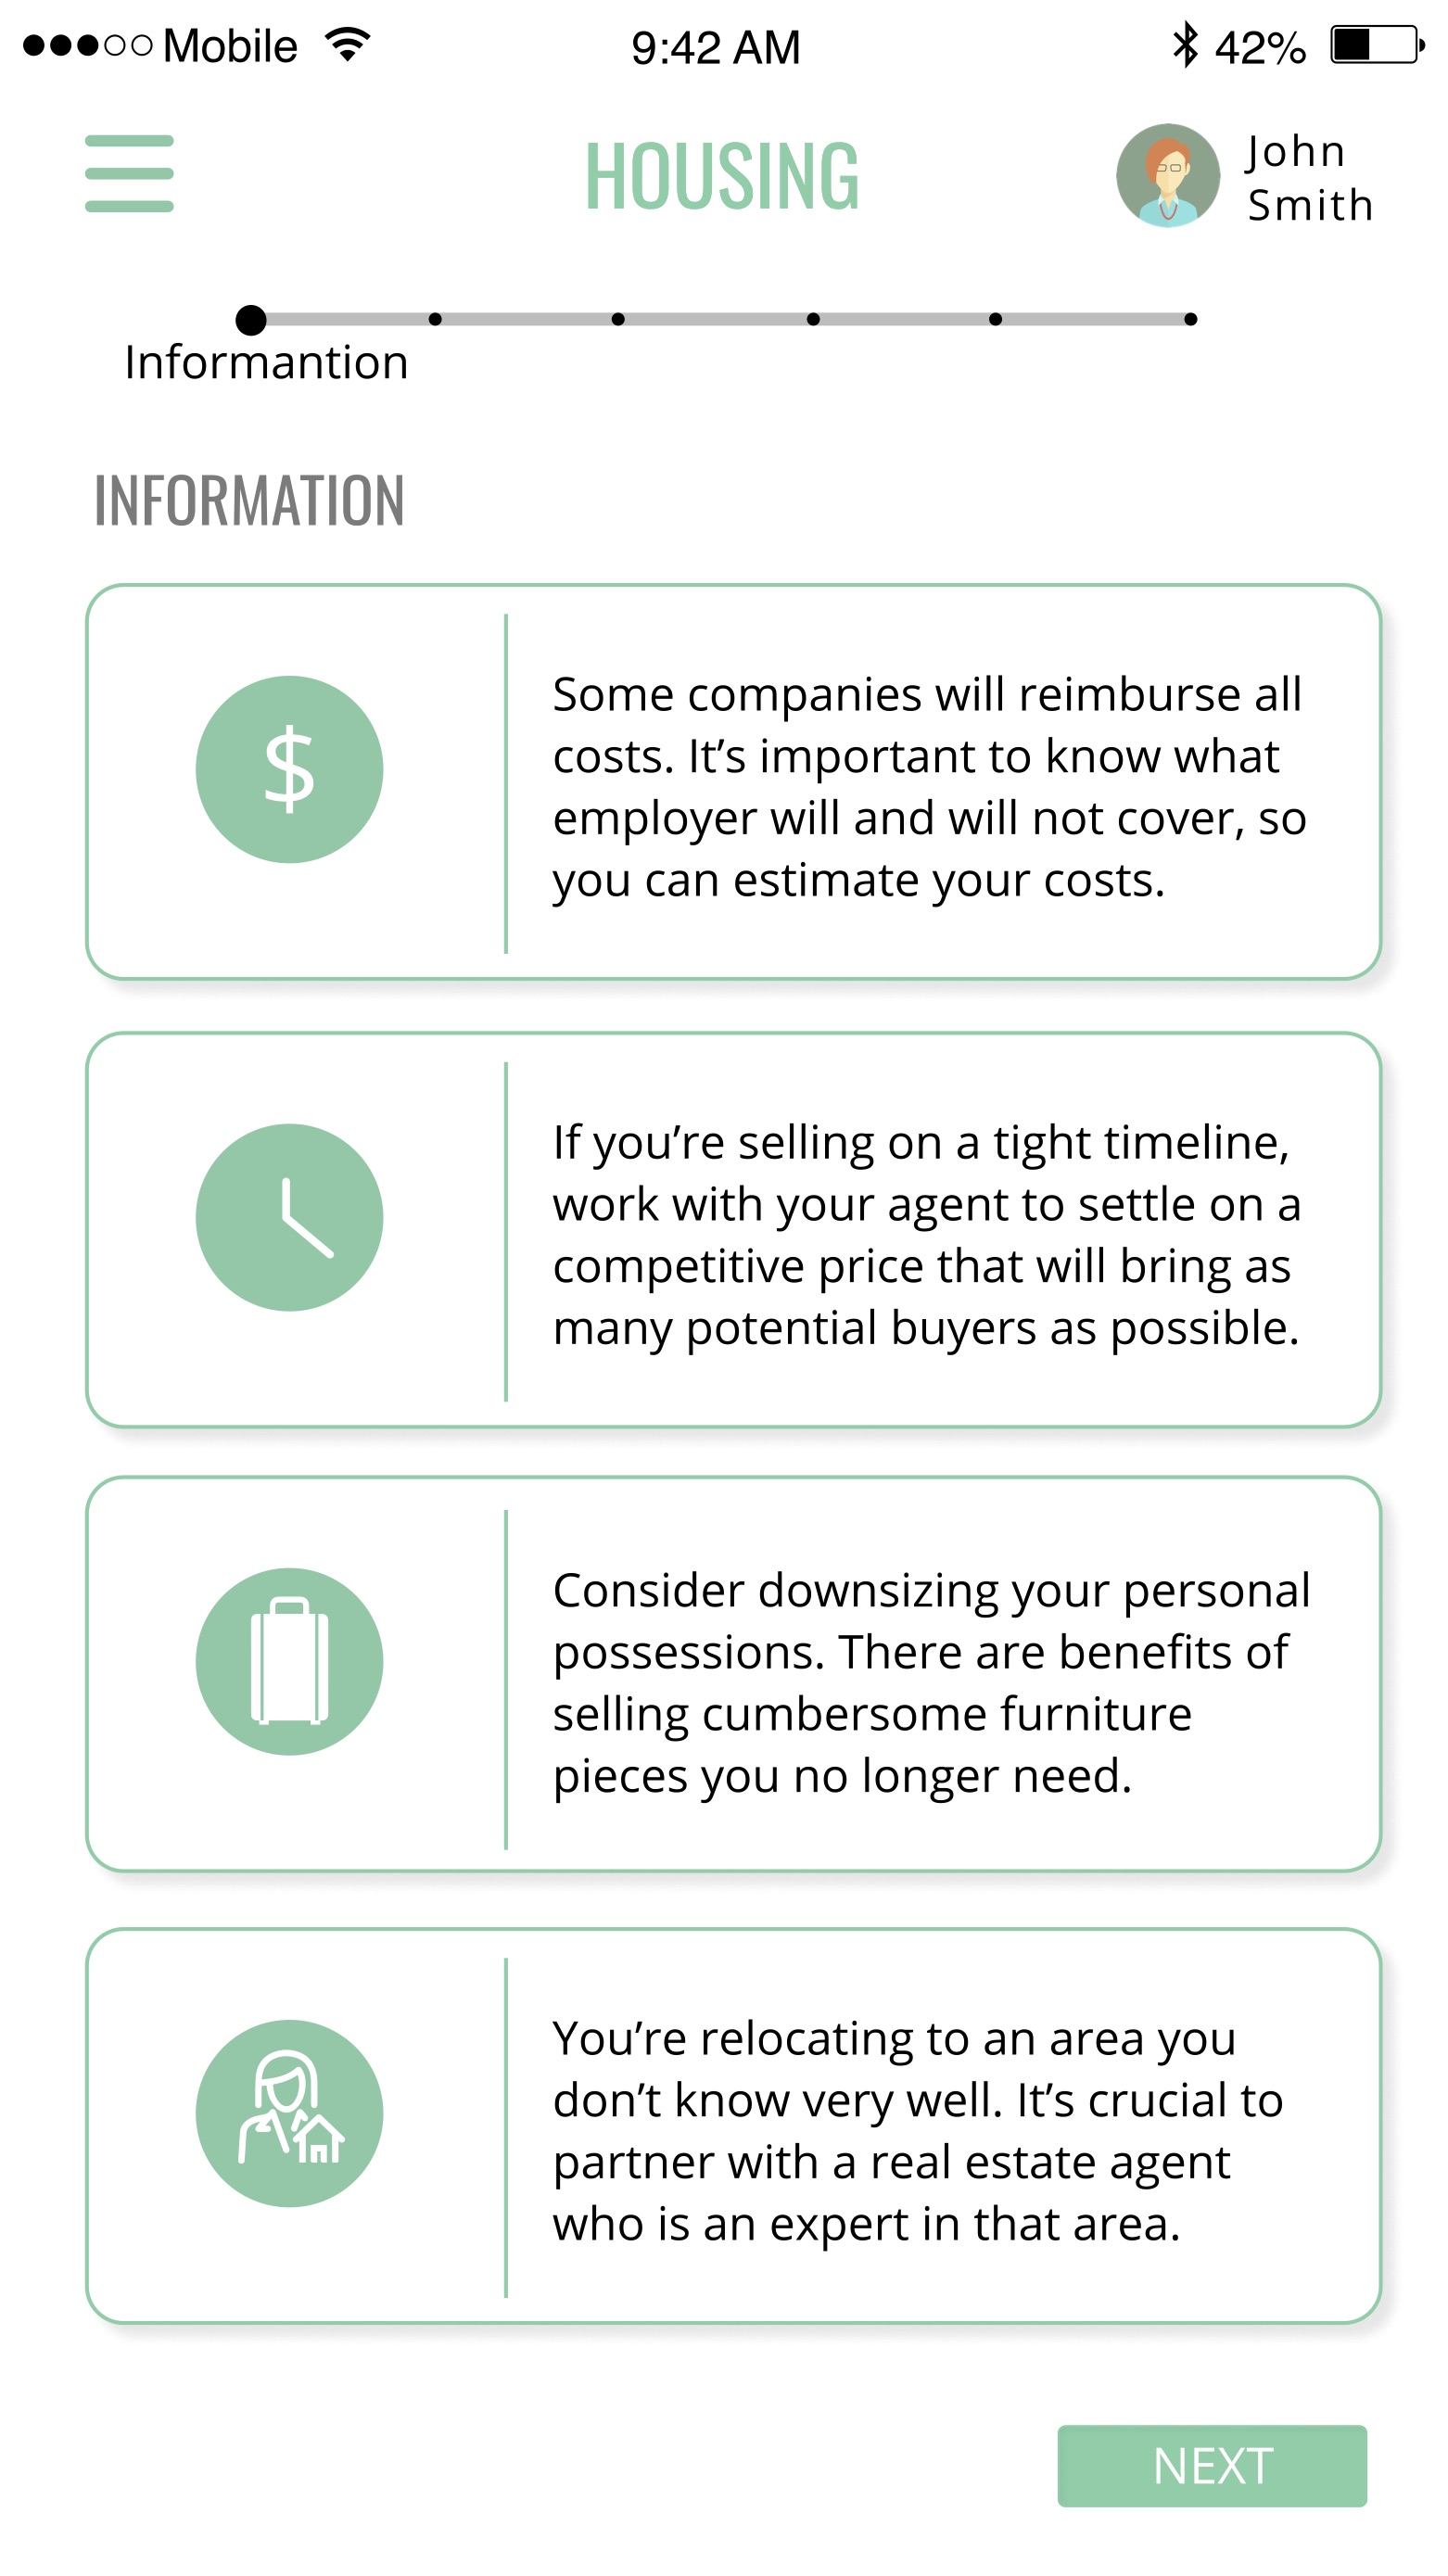 Mobile 9:42 AM 42%
HOUSING
John
Smith
Informantion
INFORMATION
$
Some companies will reimburse all
costs. It’s important to know what
employer will and will not cover, so
you can estimate your costs.
If you’re selling on a tight timeline,
work with your agent to settle on a
competitive price that will bring as
many potential buyers as possible.
Consider downsizing your personal
possessions. There are benefits of
selling cumbersome furniture
pieces you no longer need.
You’re relocating to an area you
don’t know very well. It’s crucial to
partner with a real estate agent
who is an expert in that area.
NEXT